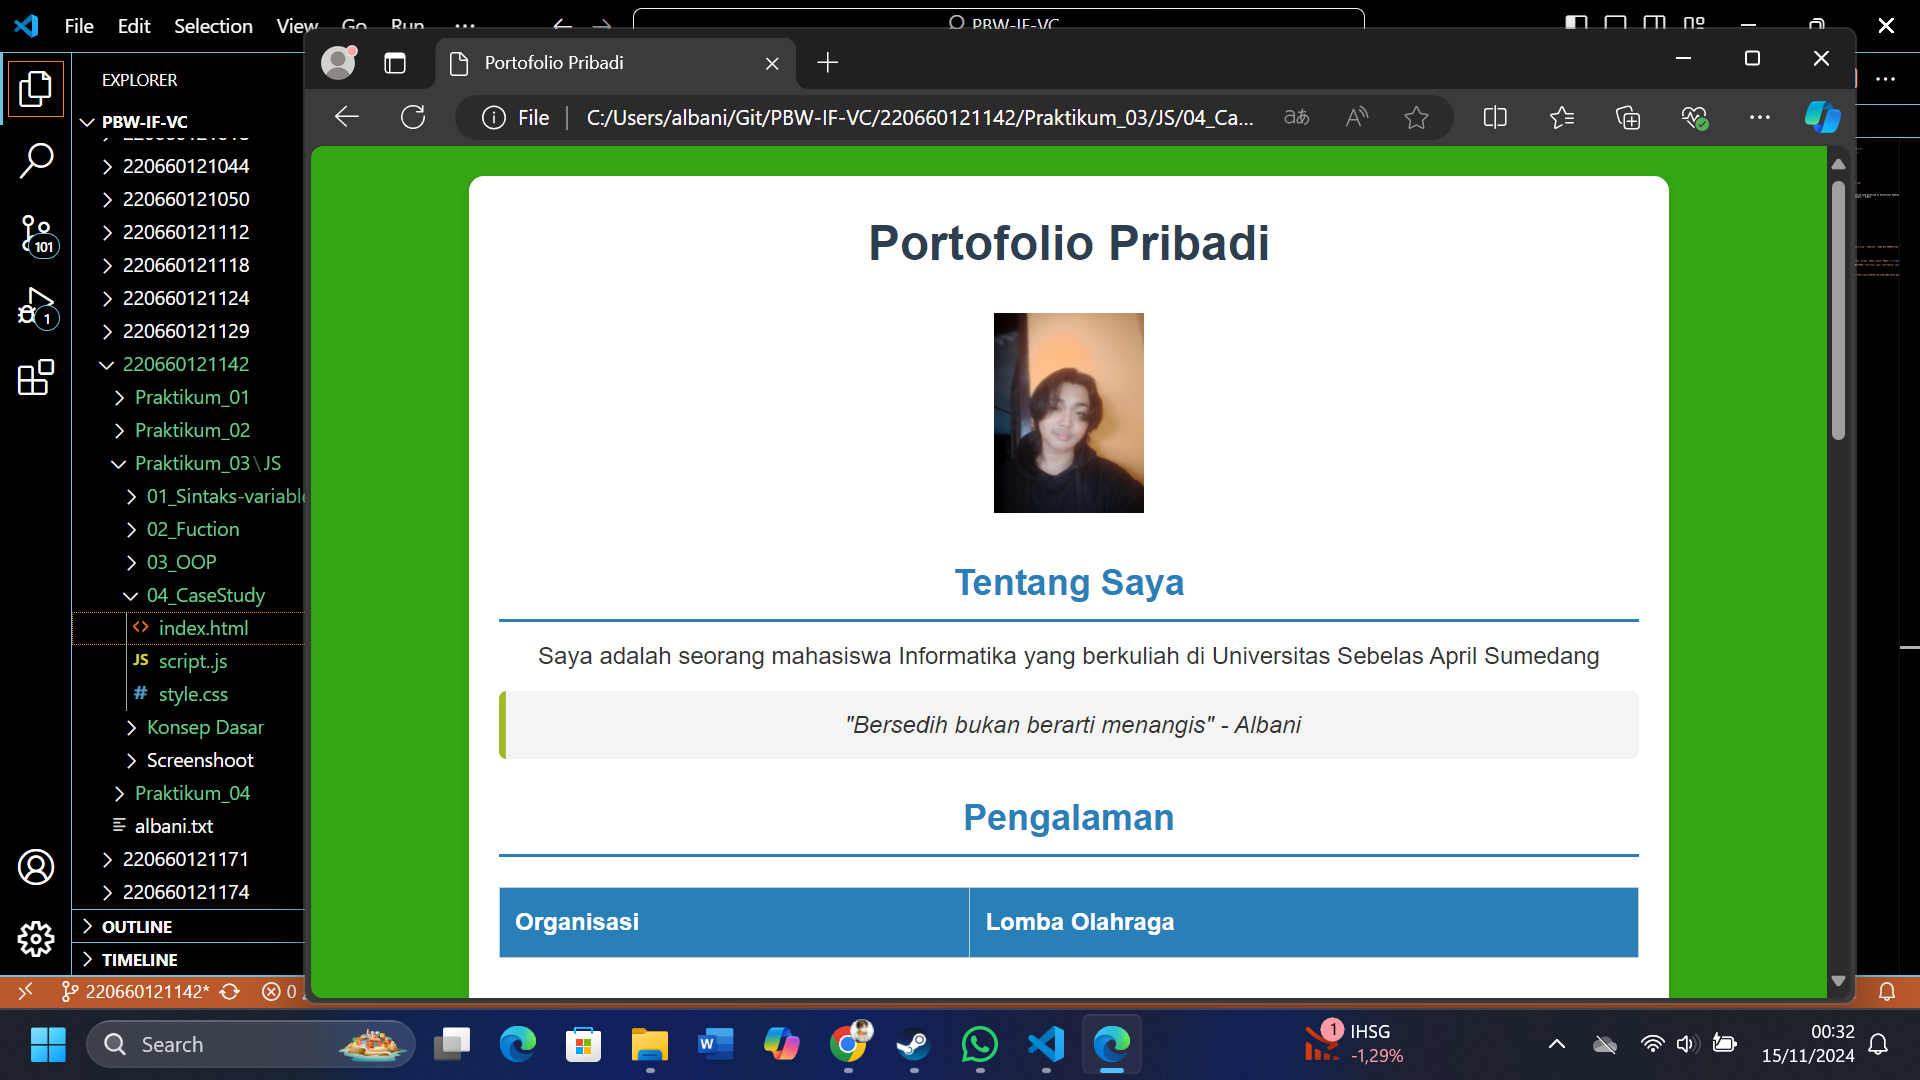 File Edit Selection View Go Run ...
PBW-IF-VC
EXPLORER
PBW-IF-VC
220660121044
220660121050
220660121112
220660121118
220660121124
220660121129
220660121142
Praktikum_01
Praktikum_02
Praktikum_03\JS
01_Sintaks-variable
02_Fuction
03_OOP
04_CaseStudy
index.html
JS script..js
# style.css
Konsep Dasar
Screenshoot
Praktikum_04
albani.txt
220660121171
220660121174
OUTLINE
TIMELINE
101
1
220660121142*
0
Portofolio Pribadi
File
C:/Users/albani/Git/PBW-IF-VC/220660121142/Praktikum_03/JS/04_Ca...
Portofolio Pribadi
Tentang Saya
Saya adalah seorang mahasiswa Informatika yang berkuliah di Universitas Sebelas April Sumedang
"Bersedih bukan berarti menangis" - Albani
Pengalaman
Organisasi Lomba Olahraga
Search
1
IHSG
-1,29%
00:32
15/11/2024